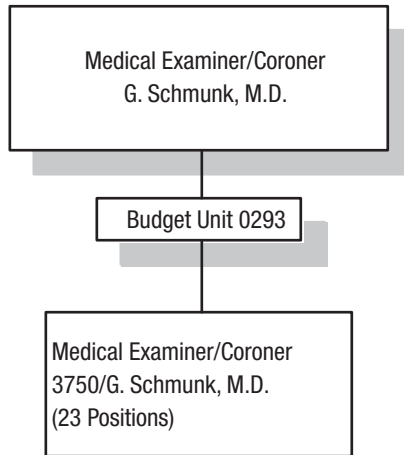 Medical Examiner/Coroner
G. Schmunk, M.D.
Budget Unit 0293
Medical Examiner/Coroner
3750/G. Schmunk, M.D.
(23 Positions)